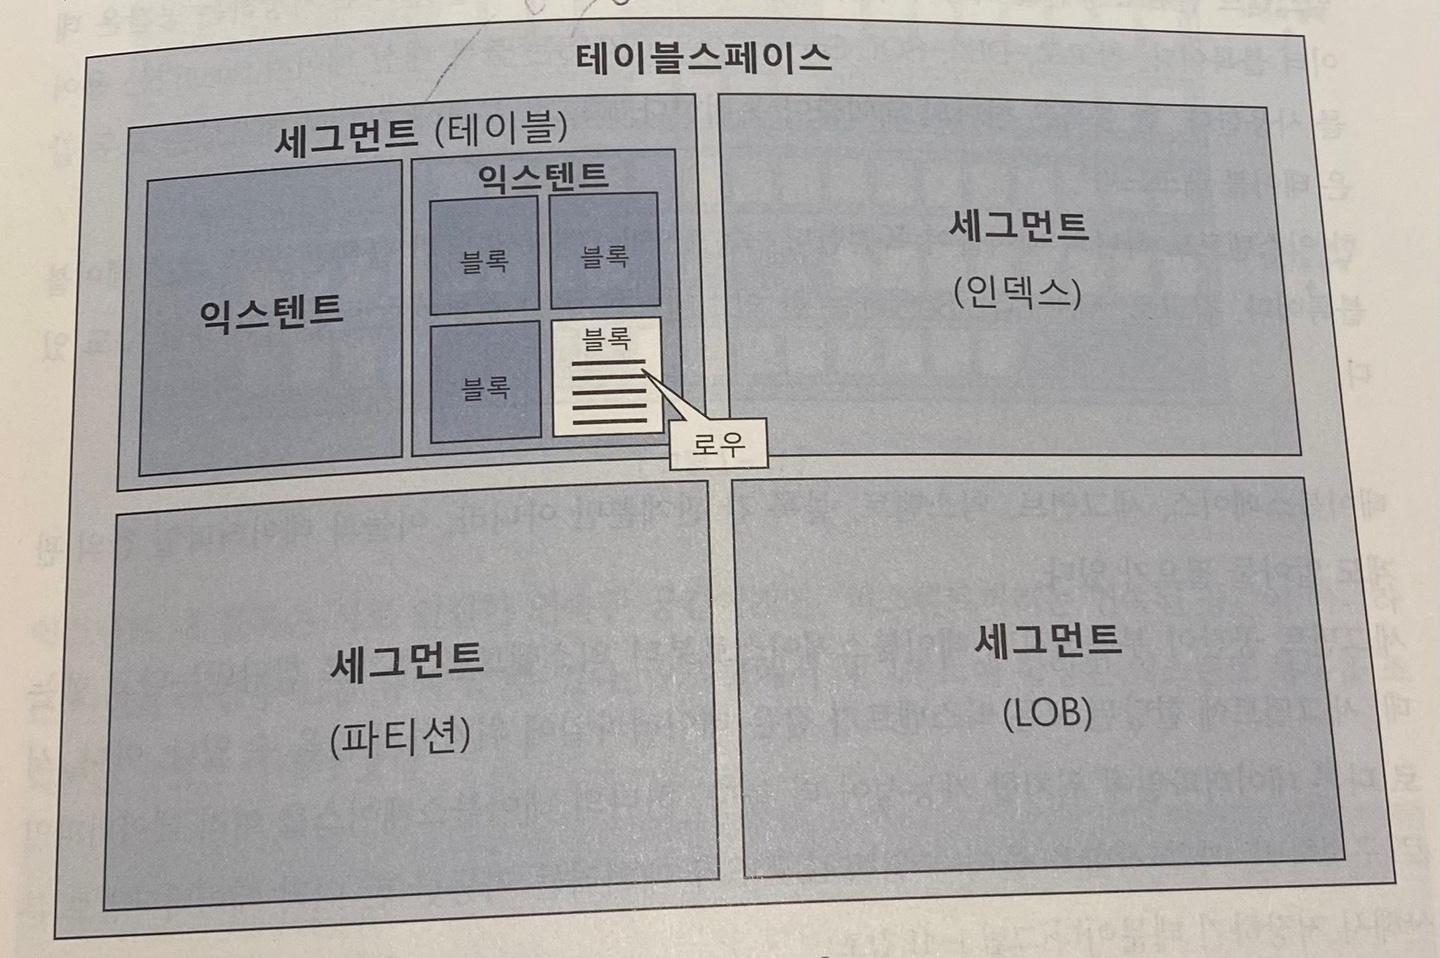 테이블스페이스
세그먼트 (테이블)
익스텐트
익스텐트
블록
블록
블록
블록
로우
세그먼트
(인덱스)
세그먼트
(파티션)
세그먼트
(LOB)